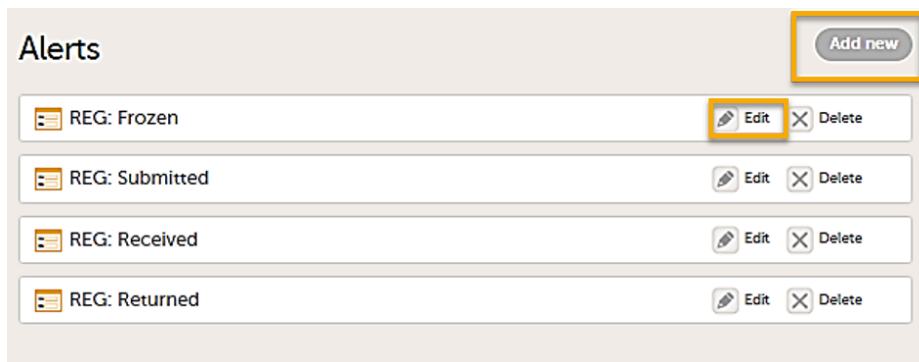 Alerts Add new
REG: Frozen Edit Delete
REG: Submitted Edit Delete
REG: Received Edit Delete
REG: Returned Edit Delete